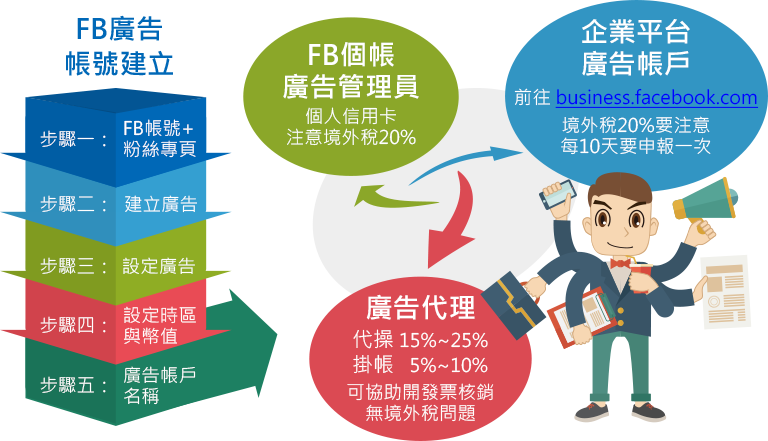 FB廣告
帳號建立
步驟一：
FB帳號+
粉絲專頁
步驟二： 建立廣告
步驟三： 設定廣告
步驟四：
設定時區
與幣值
步驟五：
廣告帳戶
名稱
FB個帳
廣告管理員
個人信用卡
注意境外稅20%
企業平台
廣告帳戶
前往 business.facebook.com
境外稅20%要注意
每10天要申報一次
廣告代理
代操 15%~25%
掛帳 5%~10%
可協助開發票核銷
無境外稅問題